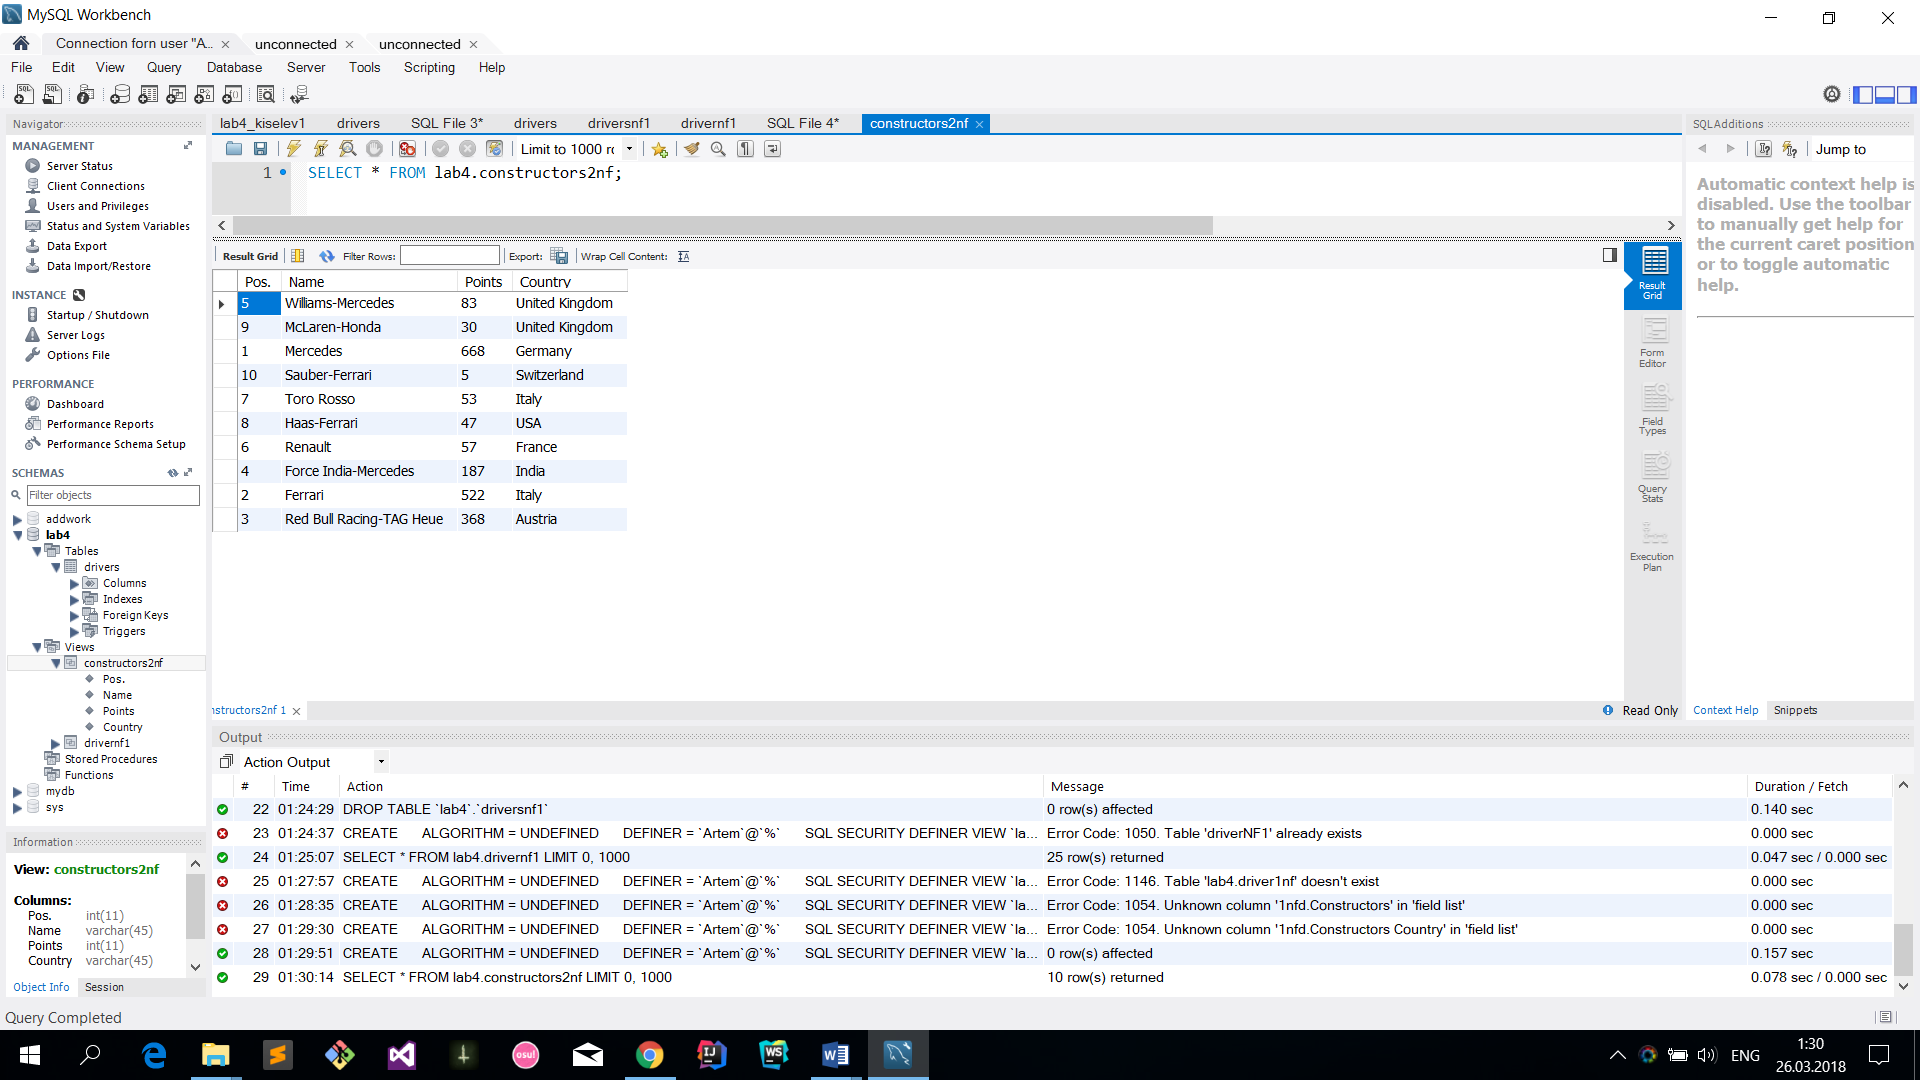 MySQL Workbench
Connection forn user "A... unconnected unconnected
File Edit View Query Database Server Tools Scripting Help
Navigator
MANAGEMENT
Server Status
Client Connections
Users and Privileges
Status and System Variables
Data Export
Data Import/Restore
INSTANCE
Startup / Shutdown
Server Logs
Options File
PERFORMANCE
Dashboard
Performance Reports
Performance Schema Setup
SCHEMAS
Filter objects
addwork
lab4
Tables
drivers
Columns
Indexes
Foreign Keys
Triggers
Views
constructors2nf
Pos.
Name
Points
Country
drivernf1
Stored Procedures
Functions
mydb
sys
Information
View: constructors2nf
Columns:
Pos. int(11)
Name varchar(45)
Points int(11)
Country varchar(45)
Object Info Session
Query Completed
lab4_kiselev1 drivers SQL File 3* drivers driversnf1 drivernf1 SQL File 4* constructors2nf
Limit to 1000 rc
1 SELECT * FROM lab4.constructors2nf;
Result Grid Filter Rows: Export: Wrap Cell Content:
Pos. Name Points Country
5 Williams-Mercedes 83 United Kingdom
9 McLaren-Honda 30 United Kingdom
1 Mercedes 668 Germany
10 Sauber-Ferrari 5 Switzerland
7 Toro Rosso 53 Italy
8 Haas-Ferrari 47 USA
6 Renault 57 France
4 Force India-Mercedes 187 India
2 Ferrari 522 Italy
3 Red Bull Racing-TAG Heue 368 Austria
Result
Grid
Form
Editor
Field
Types
Query
Stats
Execution
Plan
nstructors2nf 1 Read Only
SQLAdditions
Jump to
Automatic context help is
disabled. Use the toolbar
to manually get help for
the current caret position
or to toggle automatic
help.
Context Help Snippets
Output
Action Output
# Time Action Message Duration / Fetch
22 01:24:29 DROP TABLE `lab4`.`driversnf1` 0 row(s) affected 0.140 sec
23 01:24:37 CREATE ALGORITHM = UNDEFINED DEFINER = `Artem`@`%` SQL SECURITY DEFINER VIEW `la... Error Code: 1050. Table 'driverNF1' already exists 0.000 sec
24 01:25:07 SELECT * FROM lab4.drivernf1 LIMIT 0, 1000 25 row(s) returned 0.047 sec / 0.000 sec
25 01:27:57 CREATE ALGORITHM = UNDEFINED DEFINER = `Artem`@`%` SQL SECURITY DEFINER VIEW `la... Error Code: 1146. Table 'lab4.driver1nf' doesn't exist 0.000 sec
26 01:28:35 CREATE ALGORITHM = UNDEFINED DEFINER = `Artem`@`%` SQL SECURITY DEFINER VIEW `la... Error Code: 1054. Unknown column '1nfd.Constructors' in 'field list' 0.000 sec
27 01:29:30 CREATE ALGORITHM = UNDEFINED DEFINER = `Artem`@`%` SQL SECURITY DEFINER VIEW `la... Error Code: 1054. Unknown column '1nfd.Constructors Country' in 'field list' 0.000 sec
28 01:29:51 CREATE ALGORITHM = UNDEFINED DEFINER = `Artem`@`%` SQL SECURITY DEFINER VIEW `la... 0 row(s) affected 0.157 sec
29 01:30:14 SELECT * FROM lab4.constructors2nf LIMIT 0, 1000 10 row(s) returned 0.078 sec / 0.000 sec
osu!
ENG
1:30
26.03.2018